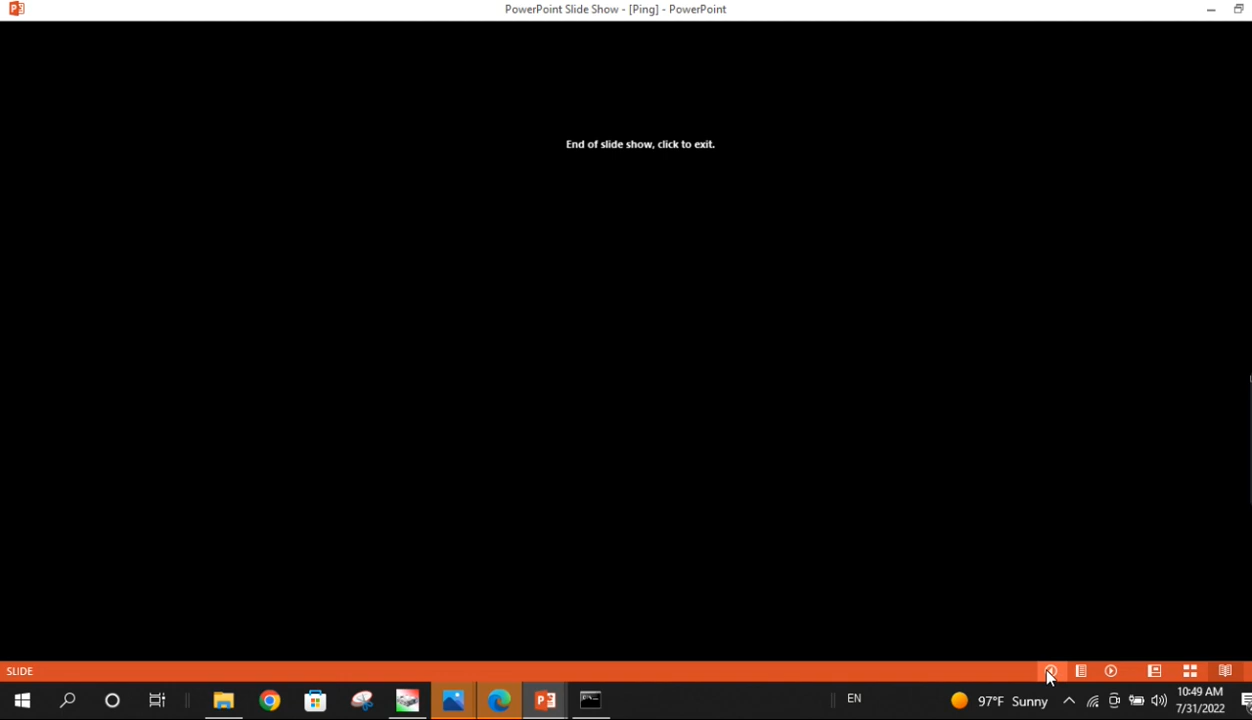 PowerPoint Slide Show - [Ping] - PowerPoint
End of slide show, click to exit.
SLIDE
EN
97°F Sunny
10:49 AM
7/31/2022